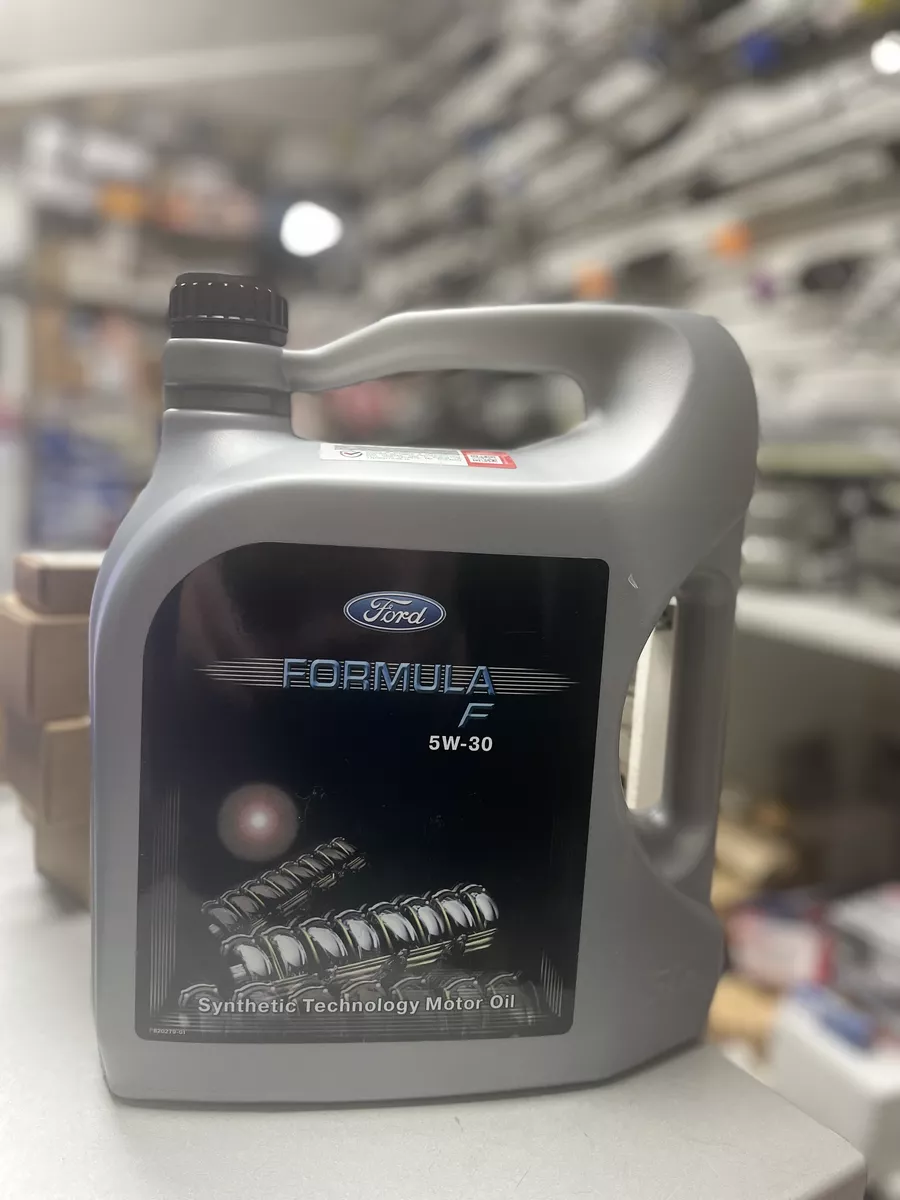 Ford
FORMULA
F
5W-30
Synthetic Technology Motor Oil